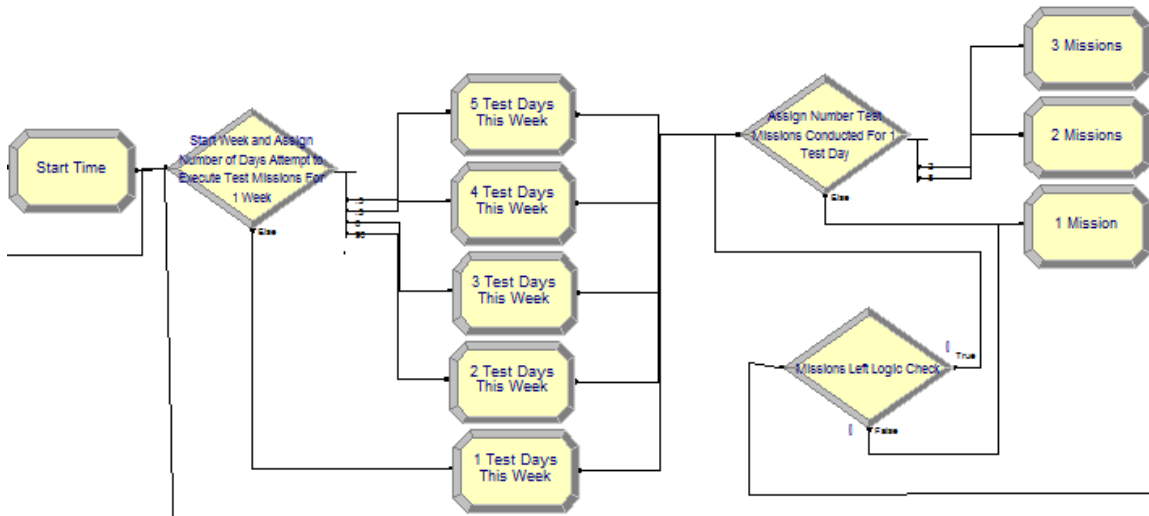 Start Time
Start Week and Assign
Number of Days Attempt to
Execute Test Missions For
1 Week
Else
5 Test Days
This Week
4 Test Days
This Week
3 Test Days
This Week
2 Test Days
This Week
1 Test Days
This Week
Assign Number Test
Missions Conducted For 1
Test Day
Else
3 Missions
2 Missions
1 Mission
Missions Left Logic Check
True
False